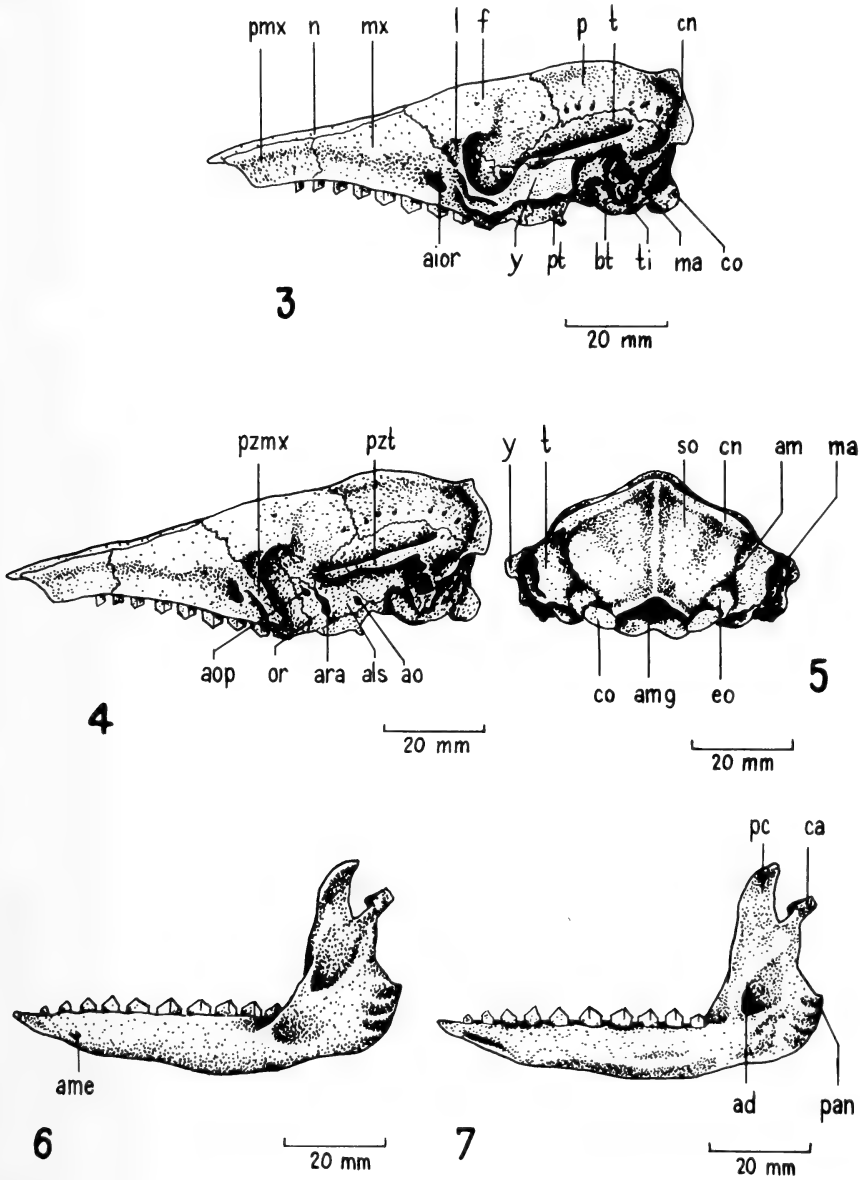 pmx n mx l f p t cn
aior y pt bt ti ma co
3
20 mm
pzmx pzt
aop or ara als ao
4
20 mm
y t so cn am ma
co amg eo
5
20 mm
ame
6
20 mm
pc ca
ad pan
7
20 mm